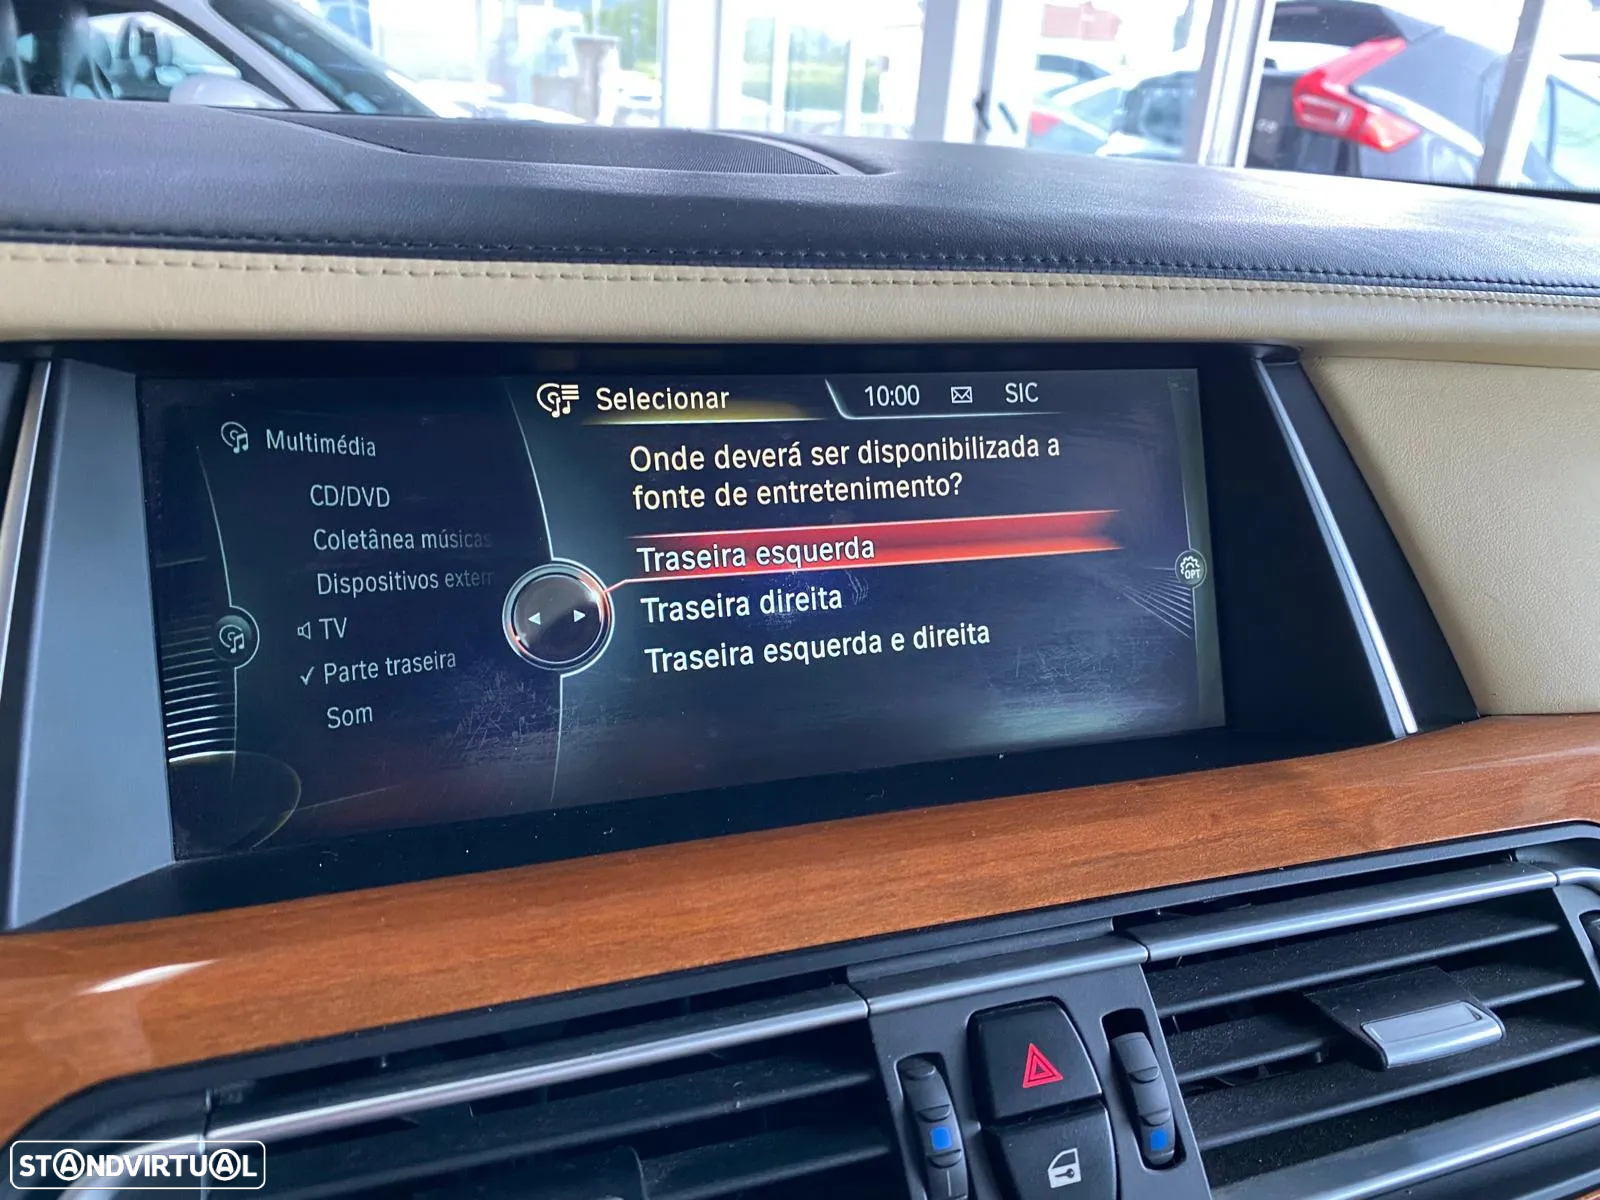 Selecionar
10:00
SIC
Multimédia
CD/DVD
Coletânea músicas
Dispositivos extern
TV
Parte traseira
Som
Onde deverá ser disponibilizada a
fonte de entretenimento?
Traseira esquerda
Traseira direita
Traseira esquerda e direita
OPT
STANDVIRTUAL